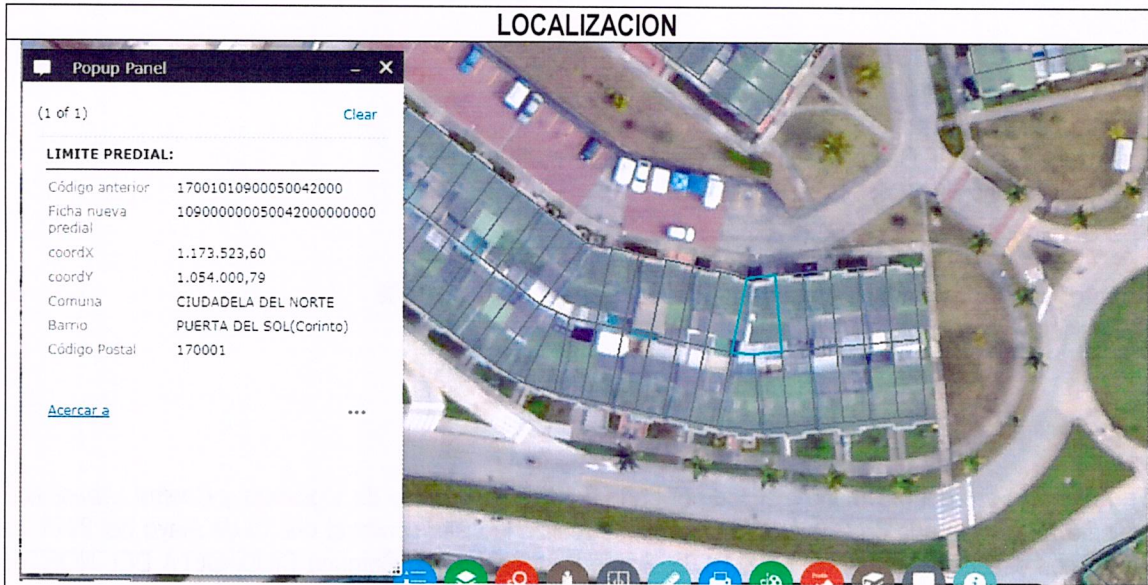 LOCALIZACION
Popup Panel
(1 of 1) Clear
LIMITE PREDIAL:
Código anterior 17001010900050042000
Ficha nueva predial 109000000050042000000000
coordX 1.173.523,60
coordY 1.054.000,79
Comuna CIUDADELA DEL NORTE
Barrio PUERTA DEL SOL(Corinto)
Código Postal 170001
Acercar a